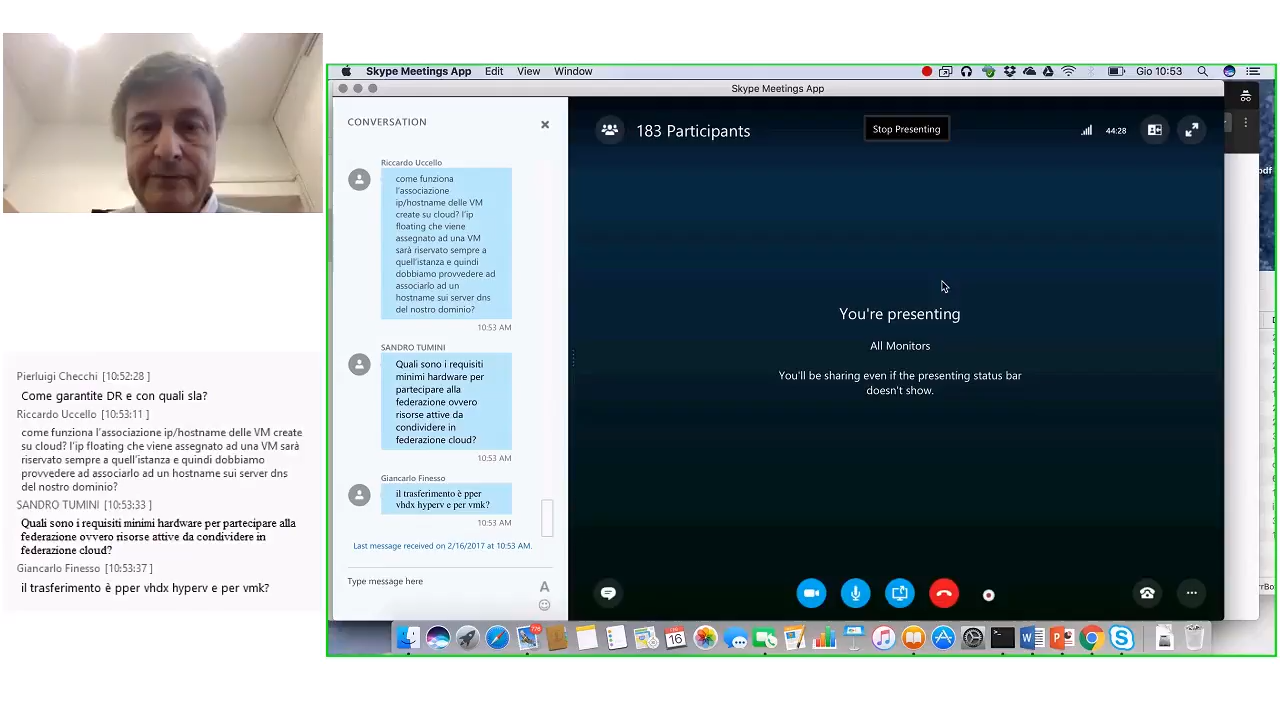 Skype Meetings App Edit View Window
Gio 10:53
Skype Meetings App
CONVERSATION
Riccardo Uccello
come funziona
l'associazione
ip/hostname delle VM
create su cloud? l'ip
floating che viene
assegnato ad una VM
sarà riservato sempre a
quell'istanza e quindi
dobbiamo provvedere ad
associarlo ad un
hostname sui server dns
del nostro dominio?
10:53 AM
SANDRO TUMINI
Quali sono i requisiti
minimi hardware per
partecipare alla
federazione ovvero
risorse attive da
condividere in
federazione cloud?
10:53 AM
Giancarlo Finesso
il trasferimento è pper
vhdx hyperv e per vmk?
10:53 AM
Last message received on 2/16/2017 at 10:53 AM.
Type message here
A
183 Participants
Stop Presenting
44:28
You're presenting
All Monitors
You'll be sharing even if the presenting status bar
doesn't show.
pdf
Pierluigi Checchi [10:52:28 ]
Come garantite DR e con quali sla?
Riccardo Uccello [10:53:11 ]
come funziona l'associazione ip/hostname delle VM create
su cloud? l'ip floating che viene assegnato ad una VM sarà
riservato sempre a quell'istanza e quindi dobbiamo
provvedere ad associarlo ad un hostname sui server dns
del nostro dominio?
SANDRO TUMINI [10:53:33 ]
Quali sono i requisiti minimi hardware per partecipare alla
federazione ovvero risorse attive da condividere in
federazione cloud?
Giancarlo Finesso [10:53:37 ]
il trasferimento è pper vhdx hyperv e per vmk?
16